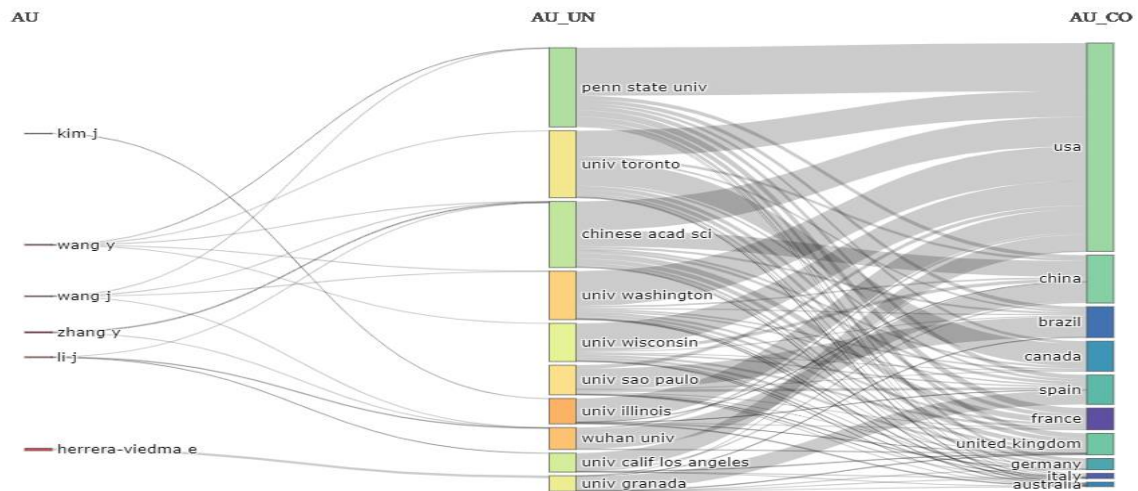 AU AU_UN AU_CO
kim j
wang y
wang j
zhang y
li j
herrera-viedma e
penn state univ
univ toronto
chinese acad sci
univ washington
univ wisconsin
univ sao paulo
univ illinois
wuhan univ
univ calif los angeles
univ granada
usa
china
brazil
canada
spain
france
united kingdom
germany
italy
australia